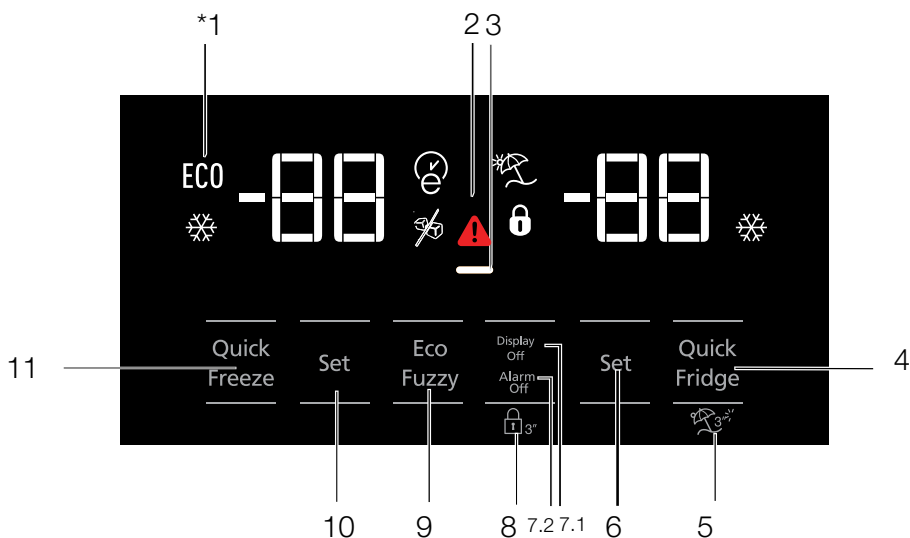 *1
2
3
ECO
-88
e
-88
Quick
Freeze
Set
Eco
Fuzzy
Display
Off
Alarm
Off
Set
Quick
Fridge
11
4
3"
3"
10
9
8
7.2
7.1
6
5